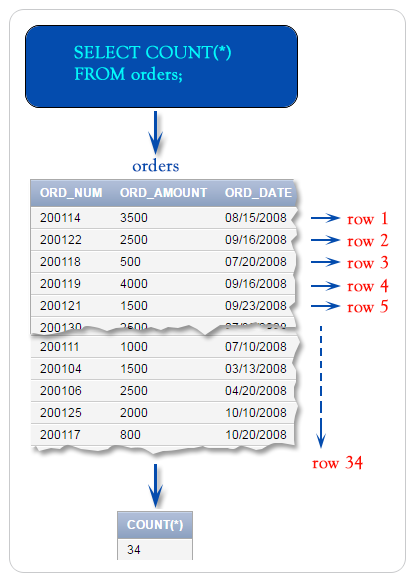 SELECT COUNT(*)
FROM orders;
orders
ORD_NUM ORD_AMOUNT ORD_DATE
200114 3500 08/15/2008 row 1
200122 2500 09/16/2008 row 2
200118 500 07/20/2008 row 3
200119 4000 09/16/2008 row 4
200121 1500 09/23/2008 row 5
200130 2500
200111 1000 07/10/2008
200104 1500 03/13/2008
200106 2500 04/20/2008
200125 2000 10/10/2008
200117 800 10/20/2008
row 34
COUNT(*)
34